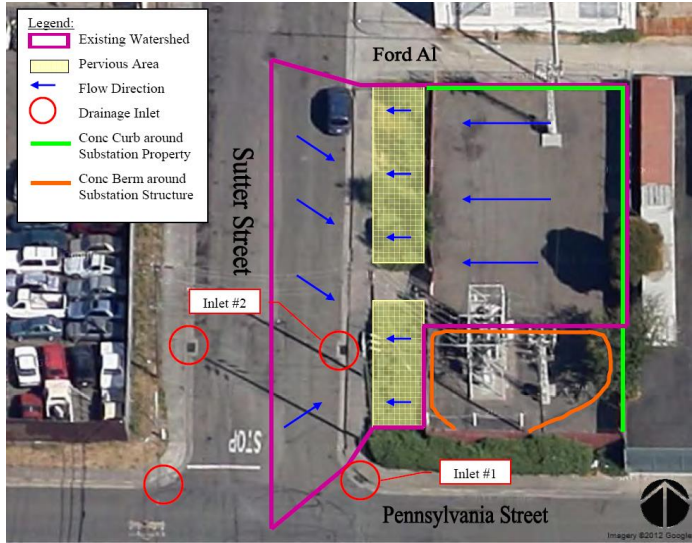 Legend:
Existing Watershed
Pervious Area
Flow Direction
Drainage Inlet
Conc Curb around
Substation Property
Conc Berm around
Substation Structure
Ford Al
Sutter Street
Inlet #2
STOP
Inlet #1
Pennsylvania Street
Imagery ©2012 Google